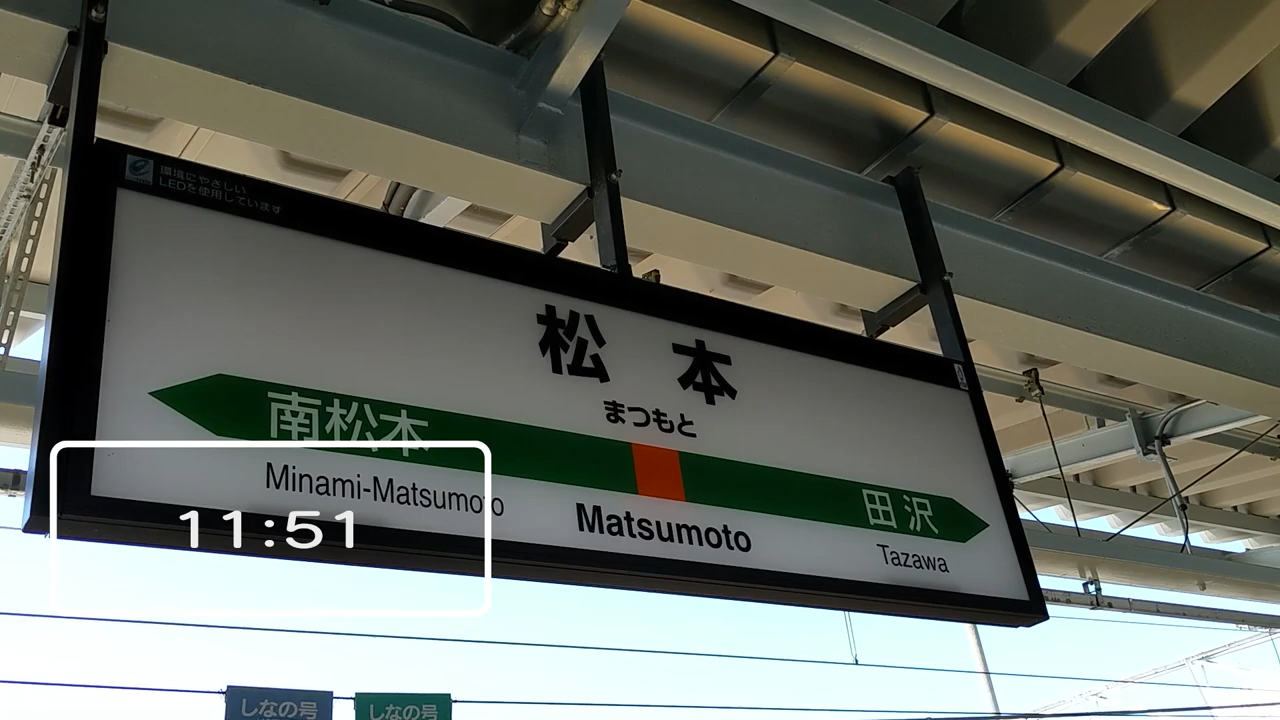 環境にやさしい
LEDを使用しています
松本
まつもと
南松本
Minami-Matsumoto
Matsumoto
田沢
Tazawa
11:51
しなの号
しなの号